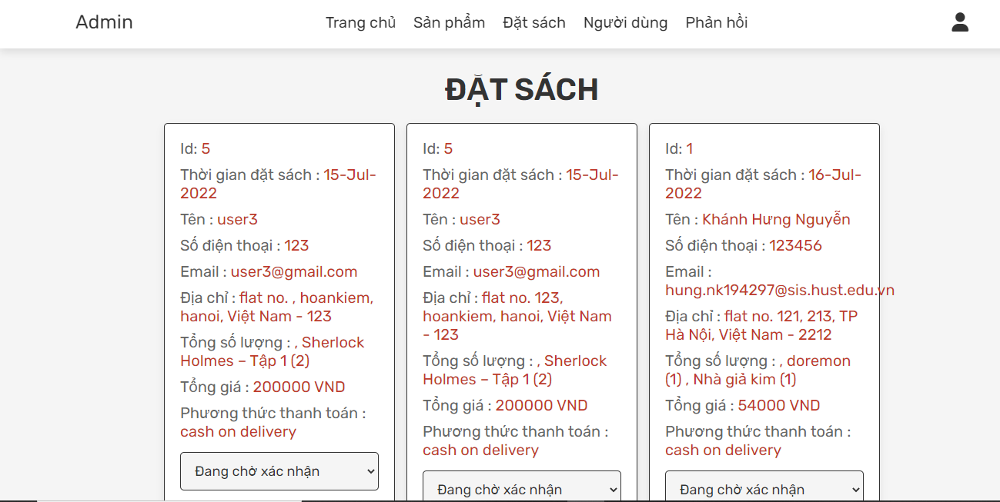 Admin
Trang chủ Sản phẩm Đặt sách Người dùng Phản hồi
ĐẶT SÁCH
Id: 5
Thời gian đặt sách : 15-Jul-
2022
Tên : user3
Số điện thoại : 123
Email : user3@gmail.com
Địa chỉ : flat no. , hoankiem,
hanoi, Việt Nam - 123
Tổng số lượng : , Sherlock
Holmes – Tập 1 (2)
Tổng giá : 200000 VND
Phương thức thanh toán :
cash on delivery
Đang chờ xác nhận
Id: 5
Thời gian đặt sách : 15-Jul-
2022
Tên : user3
Số điện thoại : 123
Email : user3@gmail.com
Địa chỉ : flat no. 123,
hoankiem, hanoi, Việt Nam
- 123
Tổng số lượng : , Sherlock
Holmes – Tập 1 (2)
Tổng giá : 200000 VND
Phương thức thanh toán :
cash on delivery
Đang chờ xác nhận
Id: 1
Thời gian đặt sách : 16-Jul-
2022
Tên : Khánh Hưng Nguyễn
Số điện thoại : 123456
Email :
hung.nk194297@sis.hust.edu.vn
Địa chỉ : flat no. 121, 213, TP
Hà Nội, Việt Nam - 2212
Tổng số lượng : , doremon
(1) , Nhà giả kim (1)
Tổng giá : 54000 VND
Phương thức thanh toán :
cash on delivery
Đang chờ xác nhận